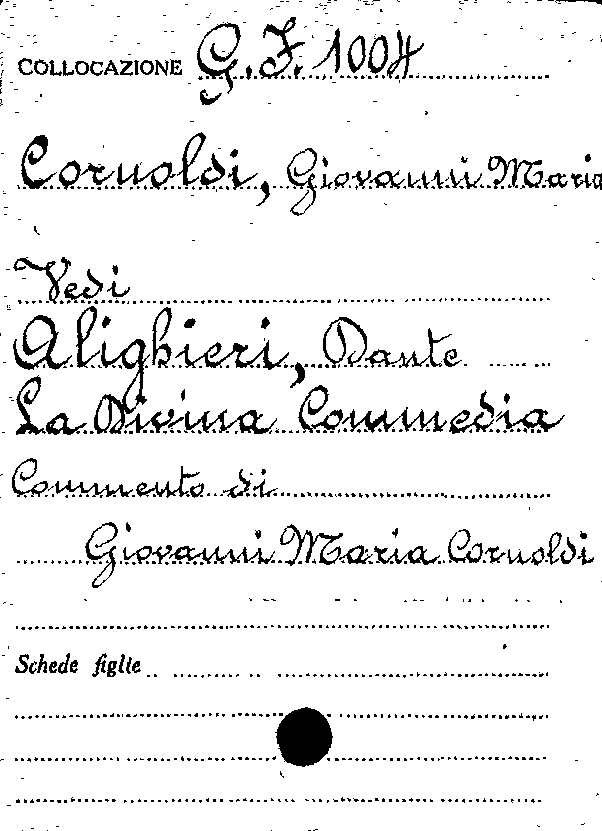 COLLOCAZIONE G.F. 1004
Cornoldi, Giovanni Maria
Vedi
Alighieri, Dante
La Divina Commedia
Commento di
Giovanni Maria Cornoldi
Schede figlie